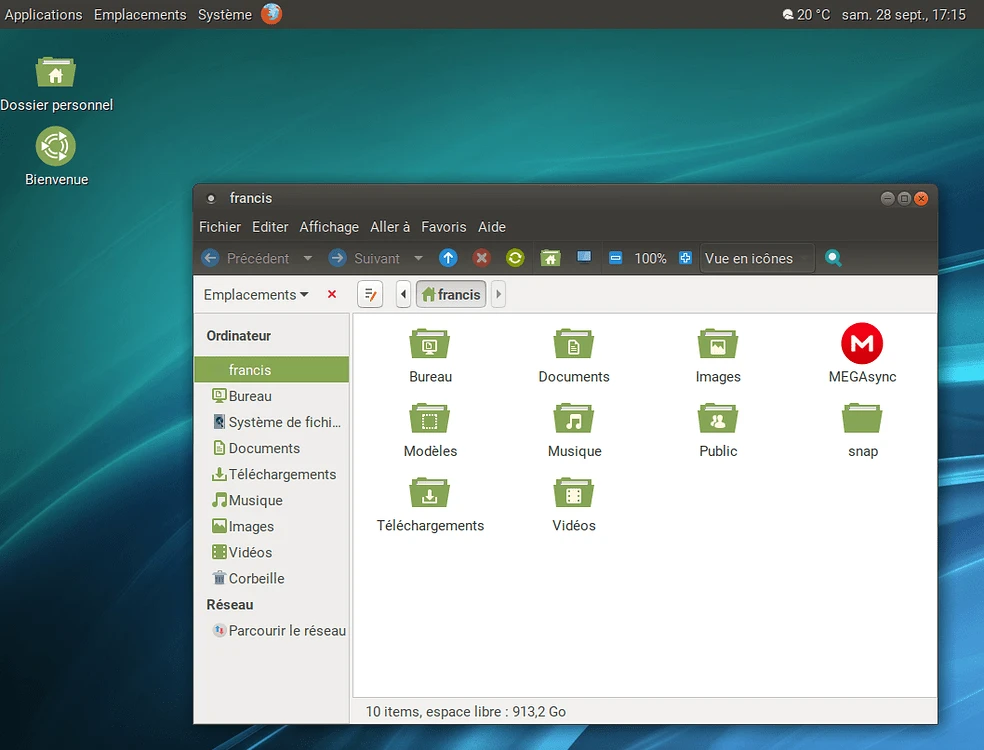 Applications Emplacements Système 20 °C sam. 28 sept., 17:15
Dossier personnel
Bienvenue
francis
Fichier Editer Affichage Aller à Favoris Aide
Précédent Suivant 100% Vue en icônes
Emplacements francis
Ordinateur
francis
Bureau
Système de fichi...
Documents
Téléchargements
Musique
Images
Vidéos
Corbeille
Réseau
Parcourir le réseau
Bureau Documents Images MEGAsync
Modèles Musique Public snap
Téléchargements Vidéos
10 items, espace libre : 913,2 Go